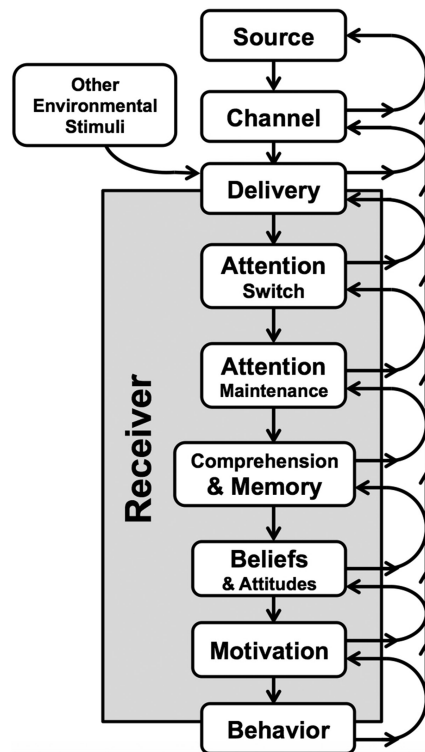 Source
Other
Environmental
Stimuli
Channel
Delivery
Attention
Switch
Attention
Maintenance
Receiver
Comprehension
& Memory
Beliefs
& Attitudes
Motivation
Behavior